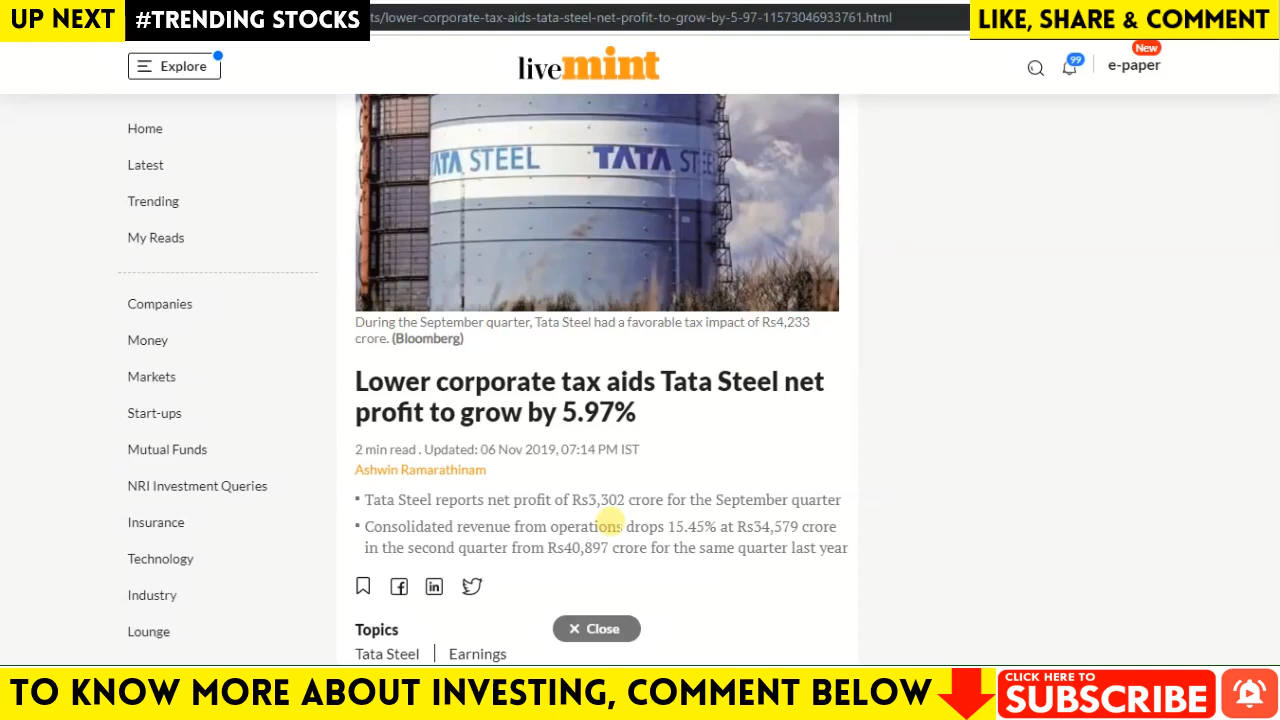 UP NEXT #TRENDING STOCKS
ts/lower-corporate-tax-aids-tata-steel-net-profit-to-grow-by-5-97-11573046933761.html
LIKE, SHARE & COMMENT
Explore
livemint
99
New
e-paper
Home
Latest
Trending
My Reads
Companies
Money
Markets
Start-ups
Mutual Funds
NRI Investment Queries
Insurance
Technology
Industry
Lounge
TATA STEEL TATA STE
During the September quarter, Tata Steel had a favorable tax impact of Rs4,233
crore. (Bloomberg)
Lower corporate tax aids Tata Steel net
profit to grow by 5.97%
2 min read . Updated: 06 Nov 2019, 07:14 PM IST
Ashwin Ramarathinam
▪ Tata Steel reports net profit of Rs3,302 crore for the September quarter
▪ Consolidated revenue from operations drops 15.45% at Rs34,579 crore
in the second quarter from Rs40,897 crore for the same quarter last year
Topics
× Close
Tata Steel | Earnings
TO KNOW MORE ABOUT INVESTING, COMMENT BELOW
CLICK HERE TO
SUBSCRIBE